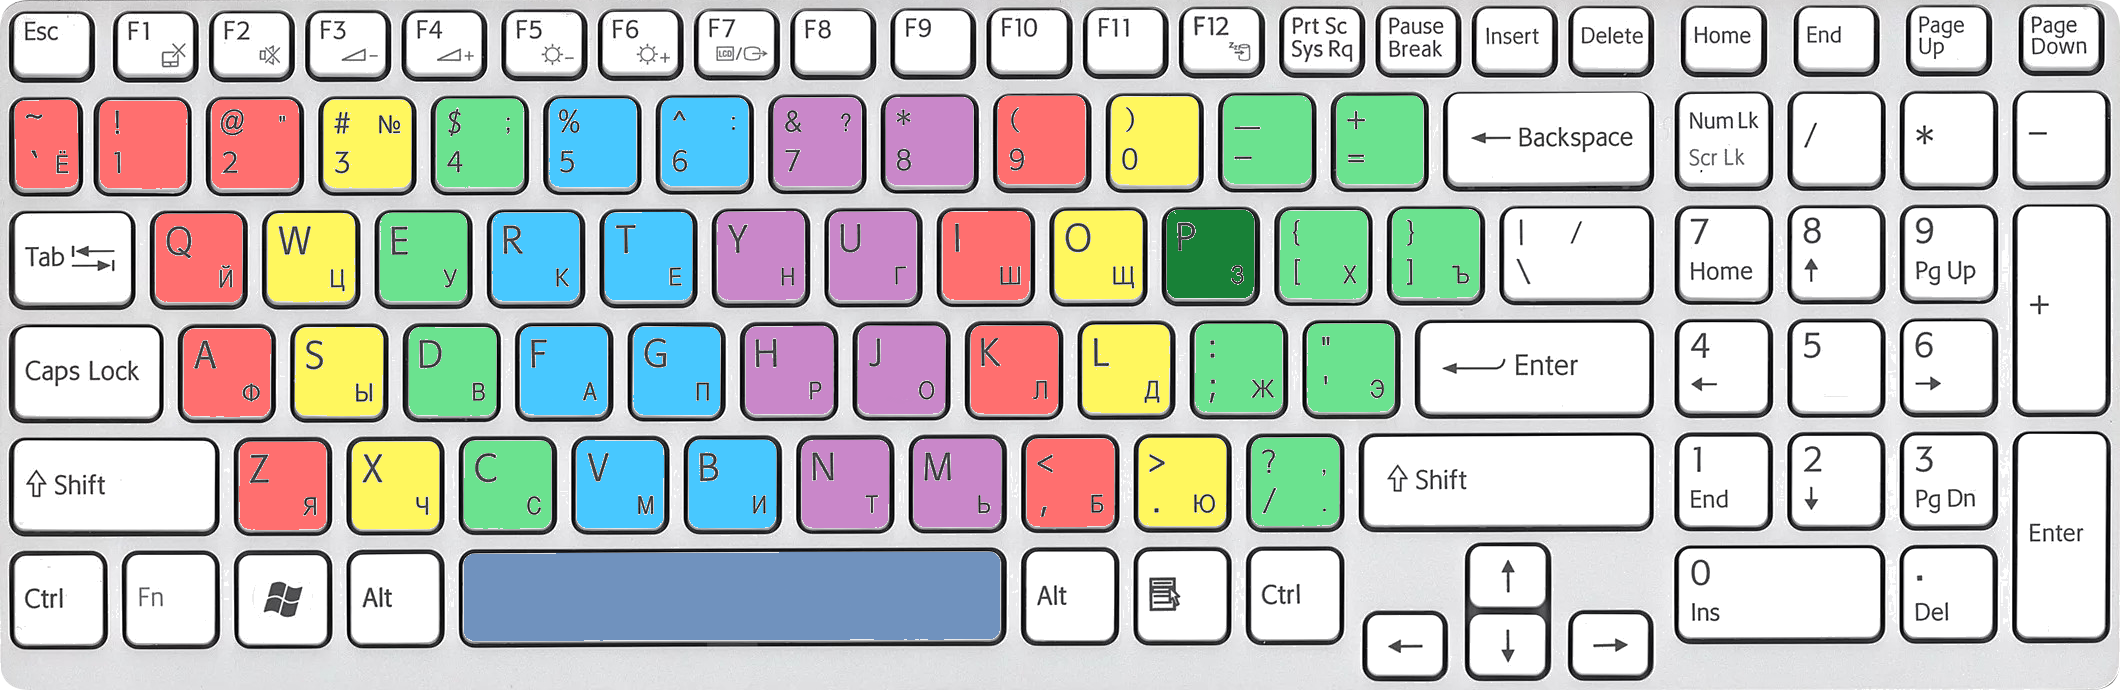 Esc F1 F2 F3 F4 F5 F6 F7 LCD F8 F9 F10 F11 F12 Prt Sc Sys Rq Pause Break Insert Delete Home End Page Up Page Down
~ ` Ё ! 1 @ " 2 # № 3 $ ; 4 % 5 ^ : 6 & ? 7 * 8 ( 9 ) 0 _ - + = ← Backspace Num Lk Scr Lk / * -
Tab Q Й W Ц E У R К T Е Y Н U Г I Ш O Щ P З { [ Х } ] Ъ | / \ 7 Home 8 ↑ 9 Pg Up +
Caps Lock A Ф S Ы D В F А G П H Р J О K Л L Д : ; Ж " ' Э Enter 4 ← 5 6 →
⇧ Shift Z Я X Ч C С V М B И N Т M Ь < , Б > . Ю ? , / . ⇧ Shift 1 End 2 ↓ 3 Pg Dn Enter
Ctrl Fn Alt Alt Ctrl ← ↑ ↓ → 0 Ins . Del